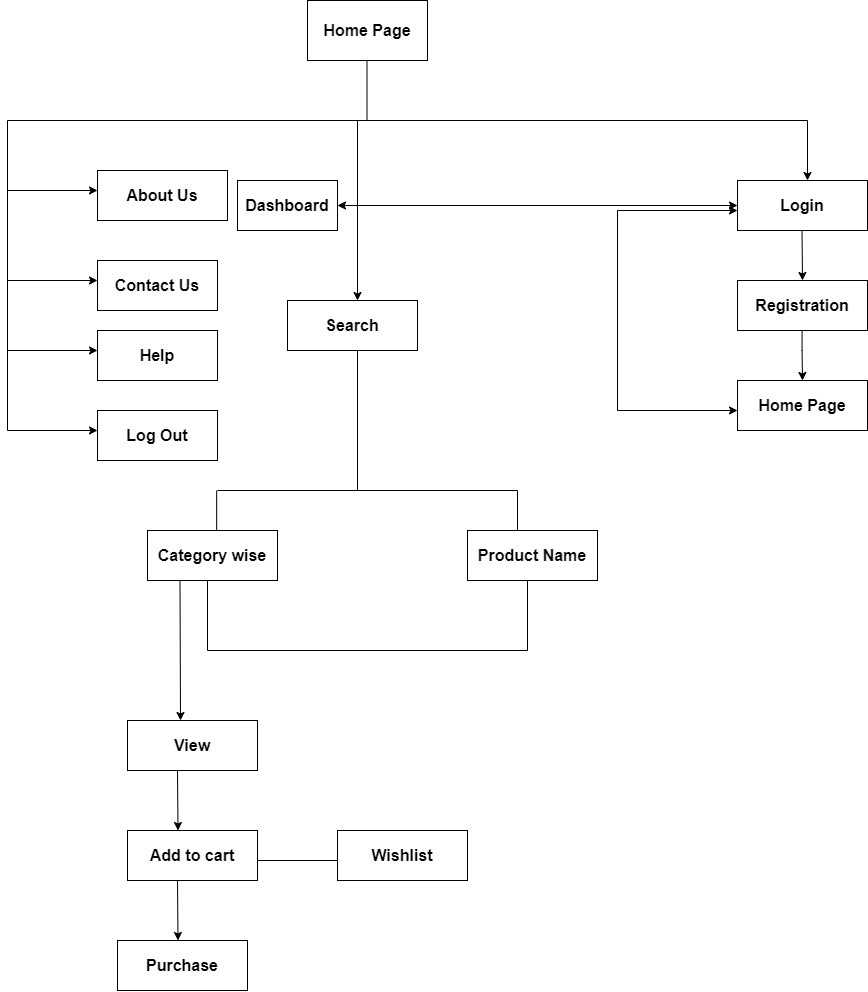 Home Page
About Us
Dashboard
Login
Contact Us
Search
Registration
Help
Home Page
Log Out
Category wise
Product Name
View
Add to cart
Wishlist
Purchase